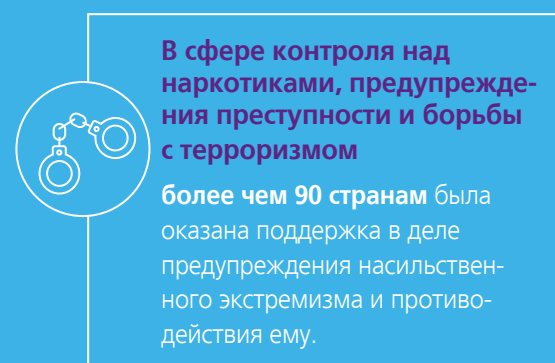 В сфере контроля над
наркотиками, предупрежде-
ния преступности и борьбы
с терроризмом
более чем 90 странам была
оказана поддержка в деле
предупреждения насильствен-
ного экстремизма и противо-
действия ему.